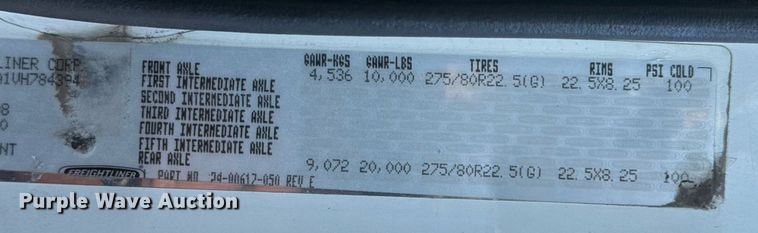 LINER CORP.
A1VH784394
GAWR-KGS GAWR-LBS TIRES RIMS PSI COLD
FRONT AXLE 4,536 10,000 275/80R22.5(G) 22.5X8.25 100
FIRST INTERMEDIATE AXLE
SECOND INTERMEDIATE AXLE
THIRD INTERMEDIATE AXLE
FOURTH INTERMEDIATE AXLE
FIFTH INTERMEDIATE AXLE
REAR AXLE 9,072 20,000 275/80R22.5(G) 22.5X8.25 100
98
0
NT
FREIGHTLINER PART NO. 24-00617-050 REV E
Purple Wave Auction